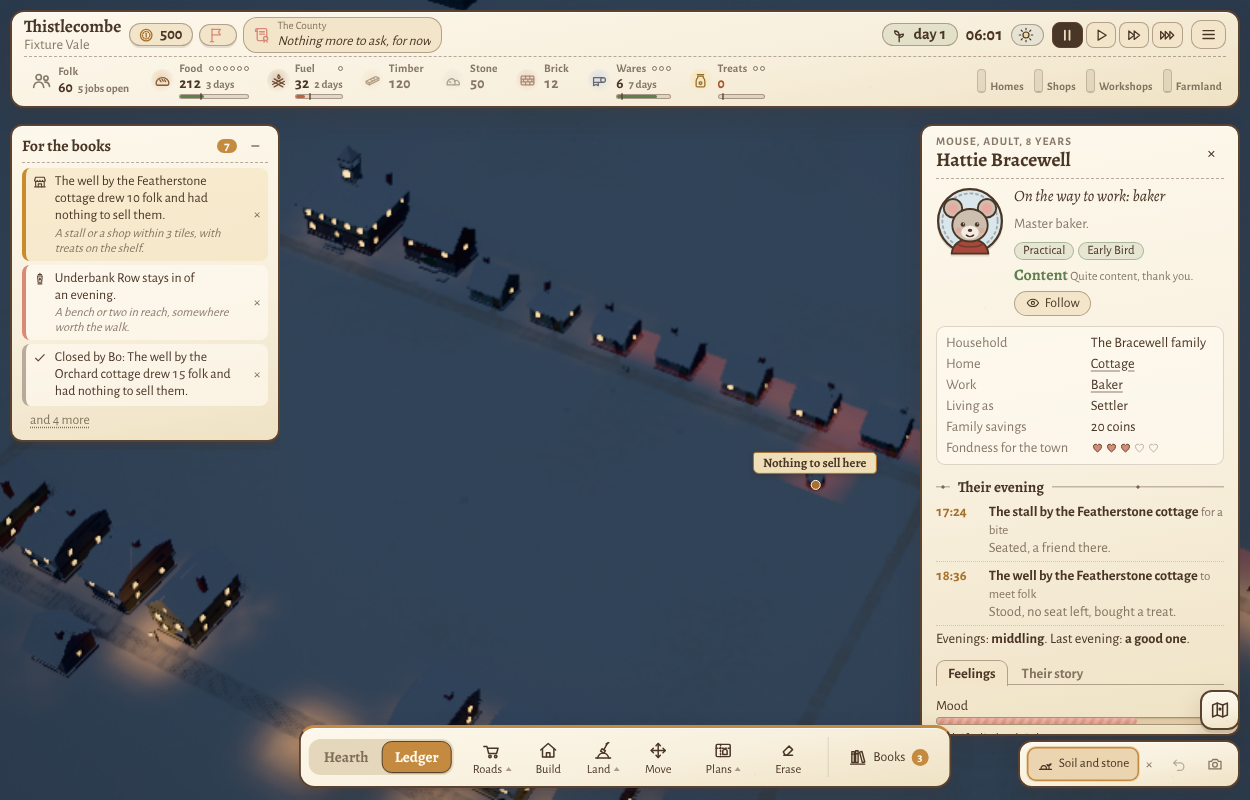 Thistlecombe
Fixture Vale
500
The County
Nothing more to ask, for now
day 1
06:01
Folk
60 5 jobs open
Food
212 3 days
Fuel
32 2 days
Timber
120
Stone
50
Brick
12
Wares
6 7 days
Treats
0
Homes
Shops
Workshops
Farmland
For the books
7
The well by the Featherstone
cottage drew 10 folk and had
nothing to sell them.
A stall or a shop within 3 tiles, with
treats on the shelf.
Underbank Row stays in of
an evening.
A bench or two in reach, somewhere
worth the walk.
Closed by Bo: The well by the
Orchard cottage drew 15 folk and
had nothing to sell them.
and 4 more
Nothing to sell here
MOUSE, ADULT, 8 YEARS
Hattie Bracewell
On the way to work: baker
Master baker.
Practical
Early Bird
Content Quite content, thank you.
Follow
Household The Bracewell family
Home Cottage
Work Baker
Living as Settler
Family savings 20 coins
Fondness for the town
Their evening
17:24 The stall by the Featherstone cottage for a
bite
Seated, a friend there.
18:36 The well by the Featherstone cottage to
meet folk
Stood, no seat left, bought a treat.
Evenings: middling. Last evening: a good one.
Feelings
Their story
Mood
Hearth
Ledger
Roads
Build
Land
Move
Plans
Erase
Books 3
Soil and stone